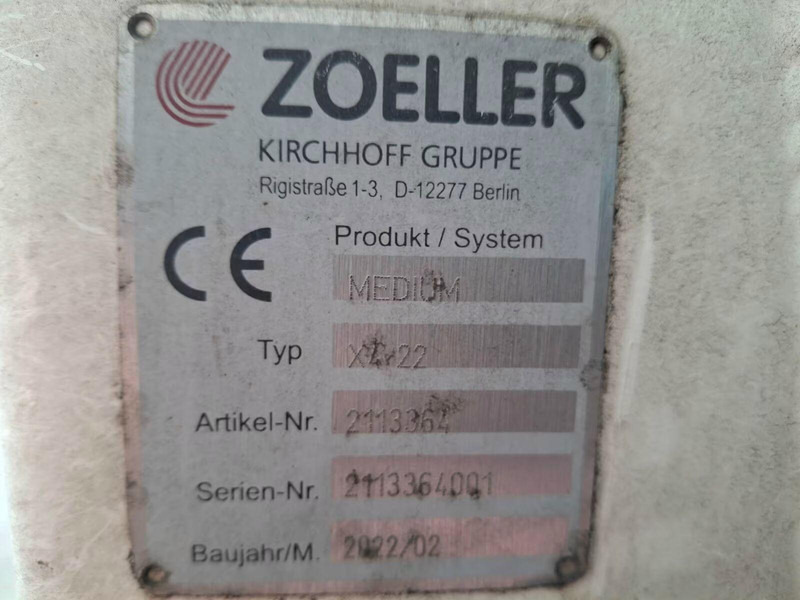 ZOELLER
KIRCHHOFF GRUPPE
Rigistraße 1-3, D-12277 Berlin
CE
Produkt / System
MEDIUM
Typ
Artikel-Nr. 2113364
Serien-Nr. 2113364001
Baujahr/M. 2022/02